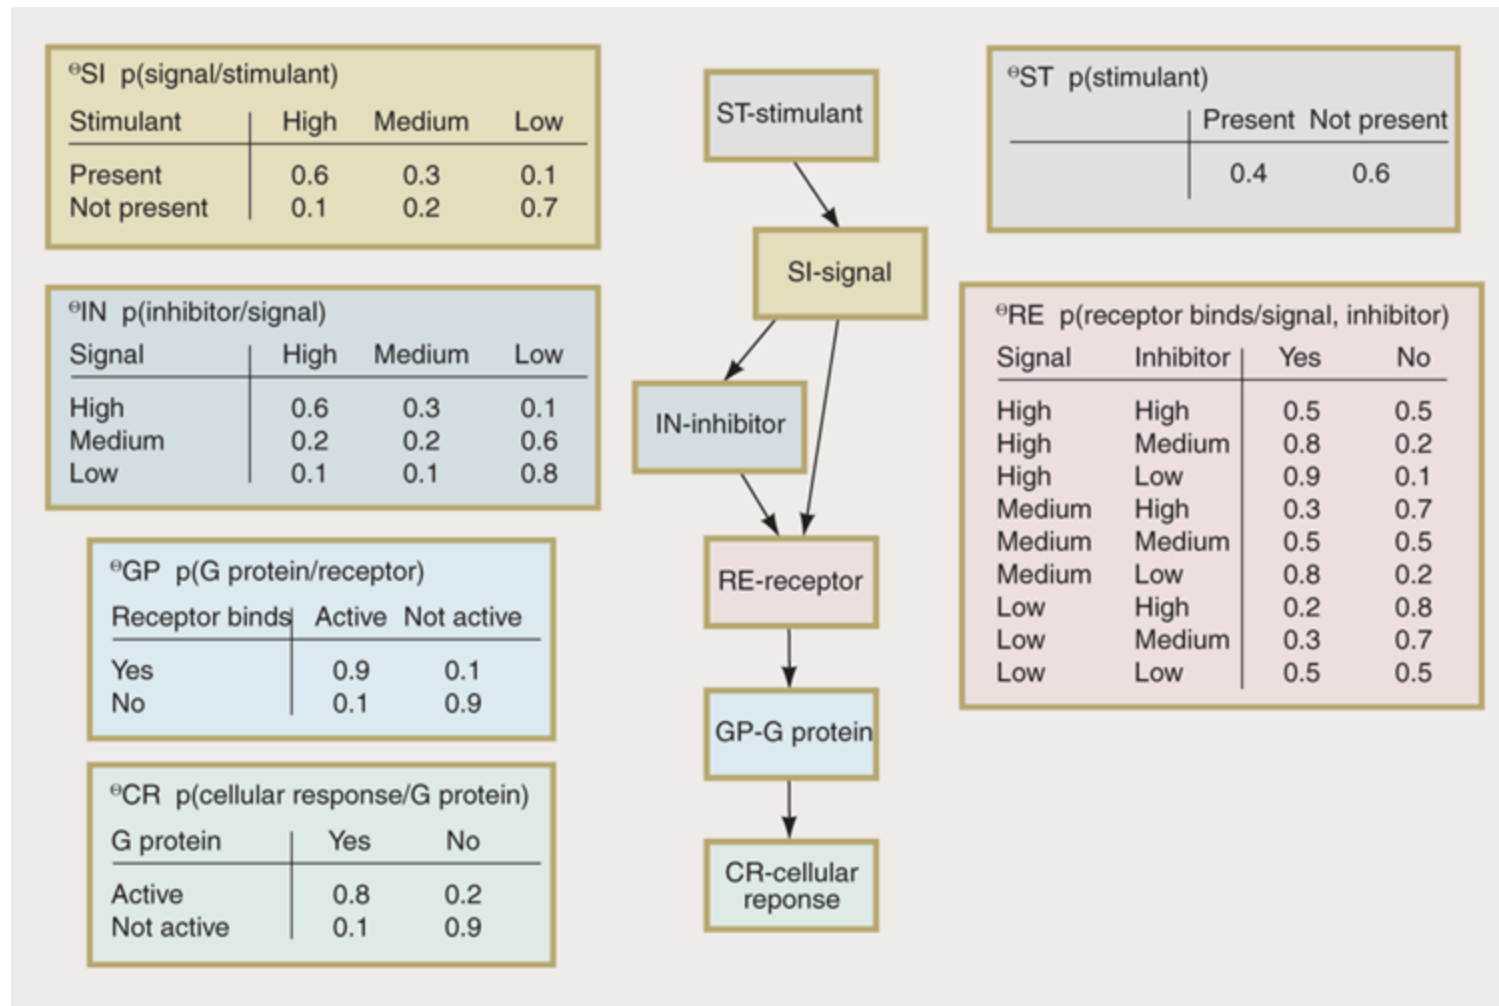 ΘSI p(signal/stimulant)
Stimulant High Medium Low
Present 0.6 0.3 0.1
Not present 0.1 0.2 0.7
ΘIN p(inhibitor/signal)
Signal High Medium Low
High 0.6 0.3 0.1
Medium 0.2 0.2 0.6
Low 0.1 0.1 0.8
ΘGP p(G protein/receptor)
Receptor binds Active Not active
Yes 0.9 0.1
No 0.1 0.9
ΘCR p(cellular response/G protein)
G protein Yes No
Active 0.8 0.2
Not active 0.1 0.9
ST-stimulant
SI-signal
IN-inhibitor
RE-receptor
GP-G protein
CR-cellular
reponse
ΘST p(stimulant)
Present Not present
0.4 0.6
ΘRE p(receptor binds/signal, inhibitor)
Signal Inhibitor Yes No
High High 0.5 0.5
High Medium 0.8 0.2
High Low 0.9 0.1
Medium High 0.3 0.7
Medium Medium 0.5 0.5
Medium Low 0.8 0.2
Low High 0.2 0.8
Low Medium 0.3 0.7
Low Low 0.5 0.5